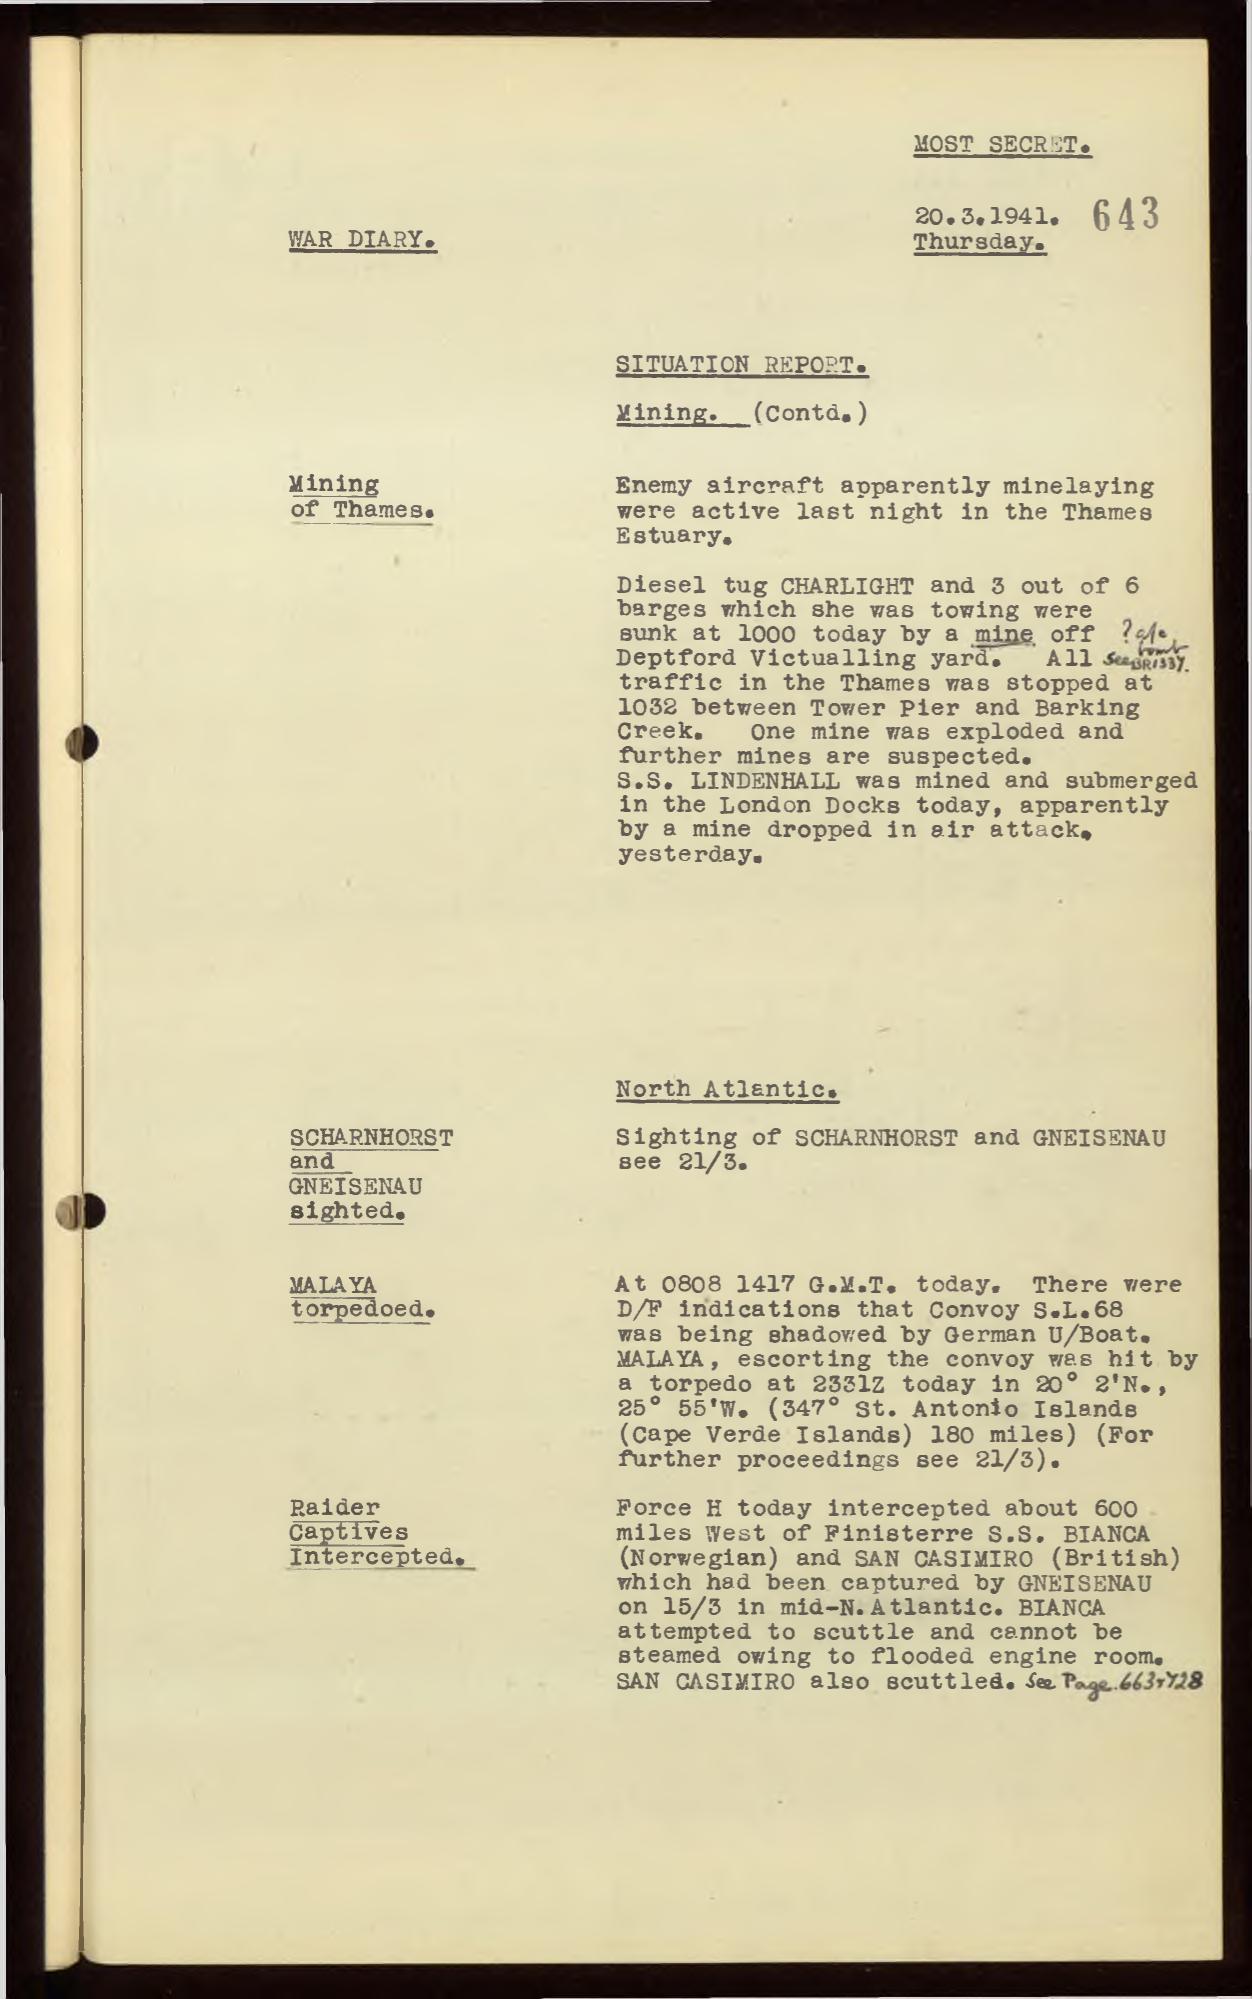 MOST SECRET.
20.3.1941. 643
WAR DIARY.
Thursday.
SITUATION REPORT.
Mining. (Contd.)
Mining
of Thames.
Enemy aircraft apparently minelaying
were active last night in the Thames
Estuary.
Diesel tug CHARLIGHT and 3 out of 6
barges which she was towing were
sunk at 1000 today by a mine off ? a/c
bomb
Deptford Victualling yard. All See BR1337.
traffic in the Thames was stopped at
1032 between Tower Pier and Barking
Creek. One mine was exploded and
further mines are suspected.
S.S. LINDENHALL was mined and submerged
in the London Docks today, apparently
by a mine dropped in air attack.
yesterday.
North Atlantic.
SCHARNHORST
and
GNEISENAU
sighted.
Sighting of SCHARNHORST and GNEISENAU
see 21/3.
MALAYA
torpedoed.
At 0808 1417 G.M.T. today. There were
D/F indications that Convoy S.L.68
was being shadowed by German U/Boat.
MALAYA, escorting the convoy was hit by
a torpedo at 2331Z today in 20° 2'N.,
25° 55'W. (347° St. Antonio Islands
(Cape Verde Islands) 180 miles) (For
further proceedings see 21/3).
Raider
Captives
Intercepted.
Force H today intercepted about 600
miles West of Finisterre S.S. BIANCA
(Norwegian) and SAN CASIMIRO (British)
which had been captured by GNEISENAU
on 15/3 in mid-N.Atlantic. BIANCA
attempted to scuttle and cannot be
steamed owing to flooded engine room.
SAN CASIMIRO also scuttled. See Page 663+728